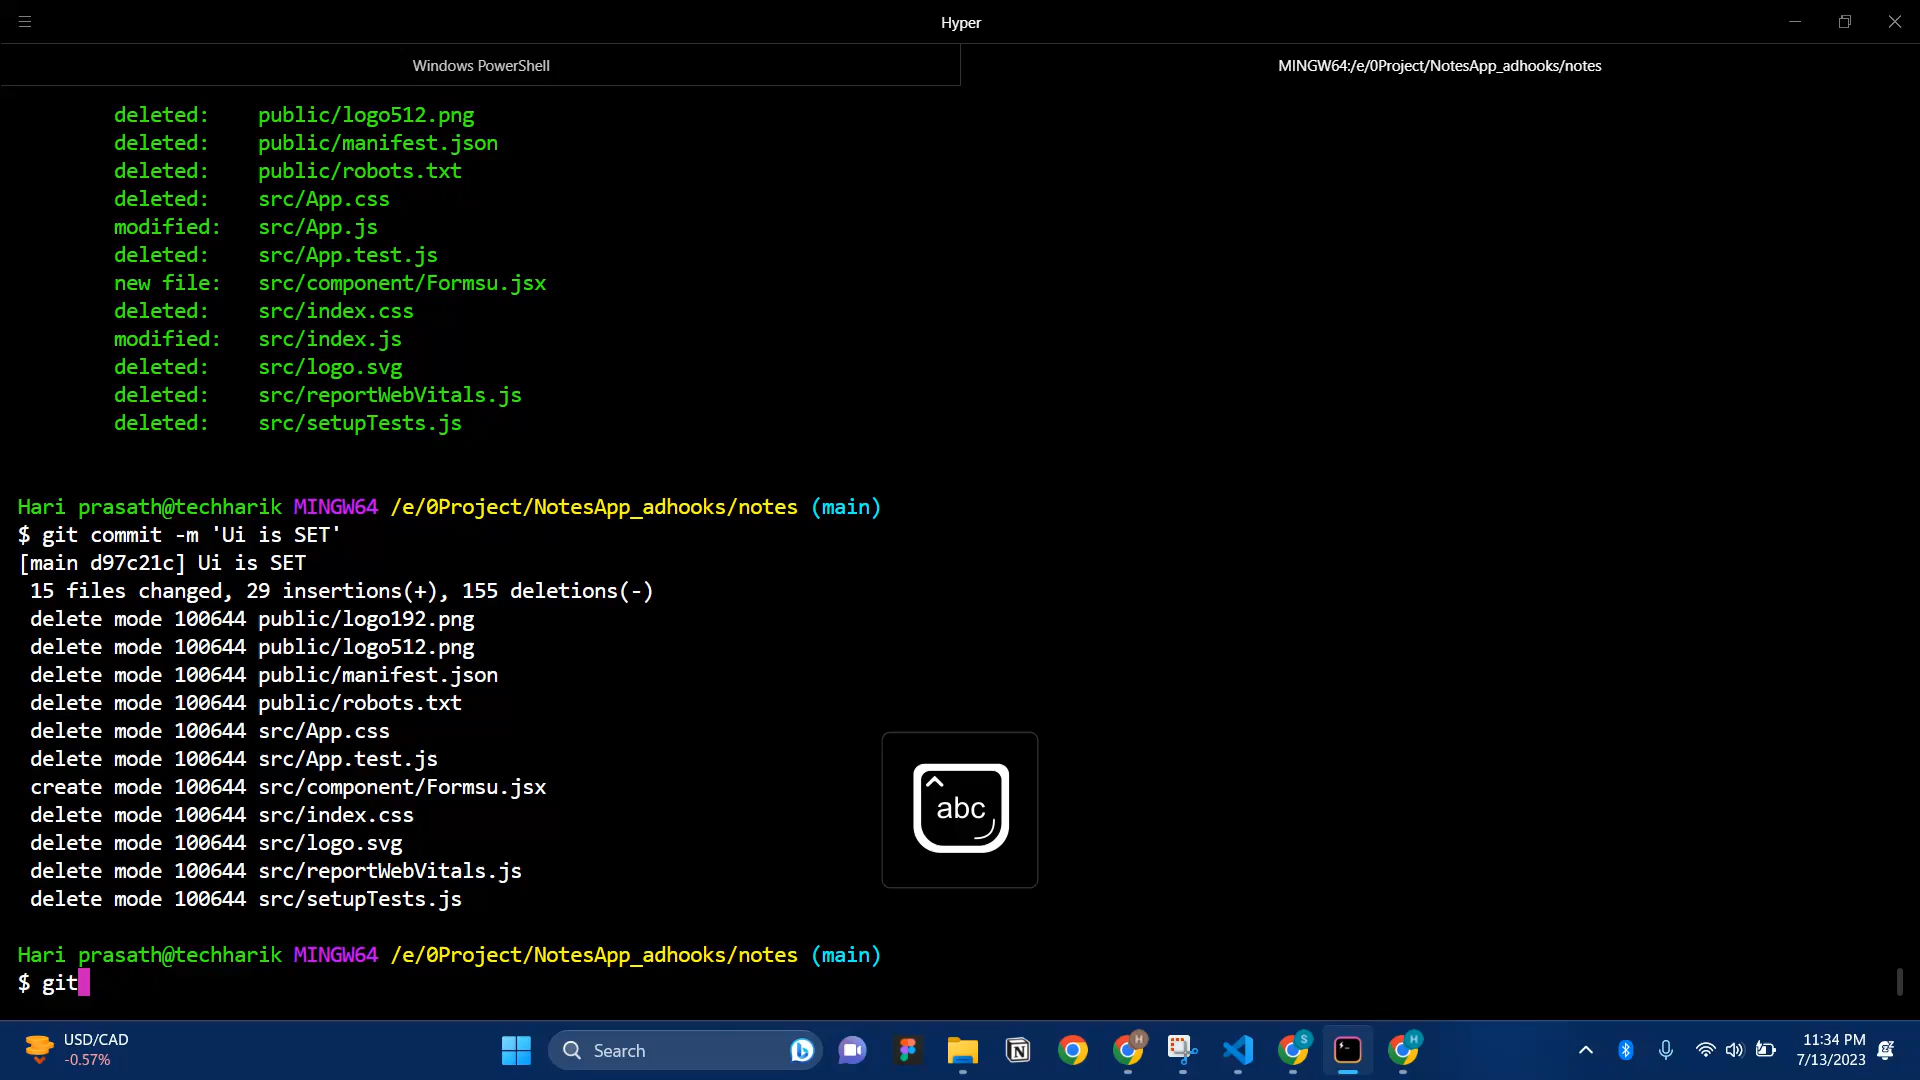 Hyper
Windows PowerShell
MINGW64:/e/0Project/NotesApp_adhooks/notes
deleted:    public/logo512.png
deleted:    public/manifest.json
deleted:    public/robots.txt
deleted:    src/App.css
modified:   src/App.js
deleted:    src/App.test.js
new file:   src/component/Formsu.jsx
deleted:    src/index.css
modified:   src/index.js
deleted:    src/logo.svg
deleted:    src/reportWebVitals.js
deleted:    src/setupTests.js
Hari prasath@techharik MINGW64 /e/0Project/NotesApp_adhooks/notes (main)
$ git commit -m 'Ui is SET'
[main d97c21c] Ui is SET
15 files changed, 29 insertions(+), 155 deletions(-)
delete mode 100644 public/logo192.png
delete mode 100644 public/logo512.png
delete mode 100644 public/manifest.json
delete mode 100644 public/robots.txt
delete mode 100644 src/App.css
delete mode 100644 src/App.test.js
create mode 100644 src/component/Formsu.jsx
delete mode 100644 src/index.css
delete mode 100644 src/logo.svg
delete mode 100644 src/reportWebVitals.js
delete mode 100644 src/setupTests.js
abc
Hari prasath@techharik MINGW64 /e/0Project/NotesApp_adhooks/notes (main)
$ git
USD/CAD
-0.57%
Search
H
S
H
11:34 PM
7/13/2023